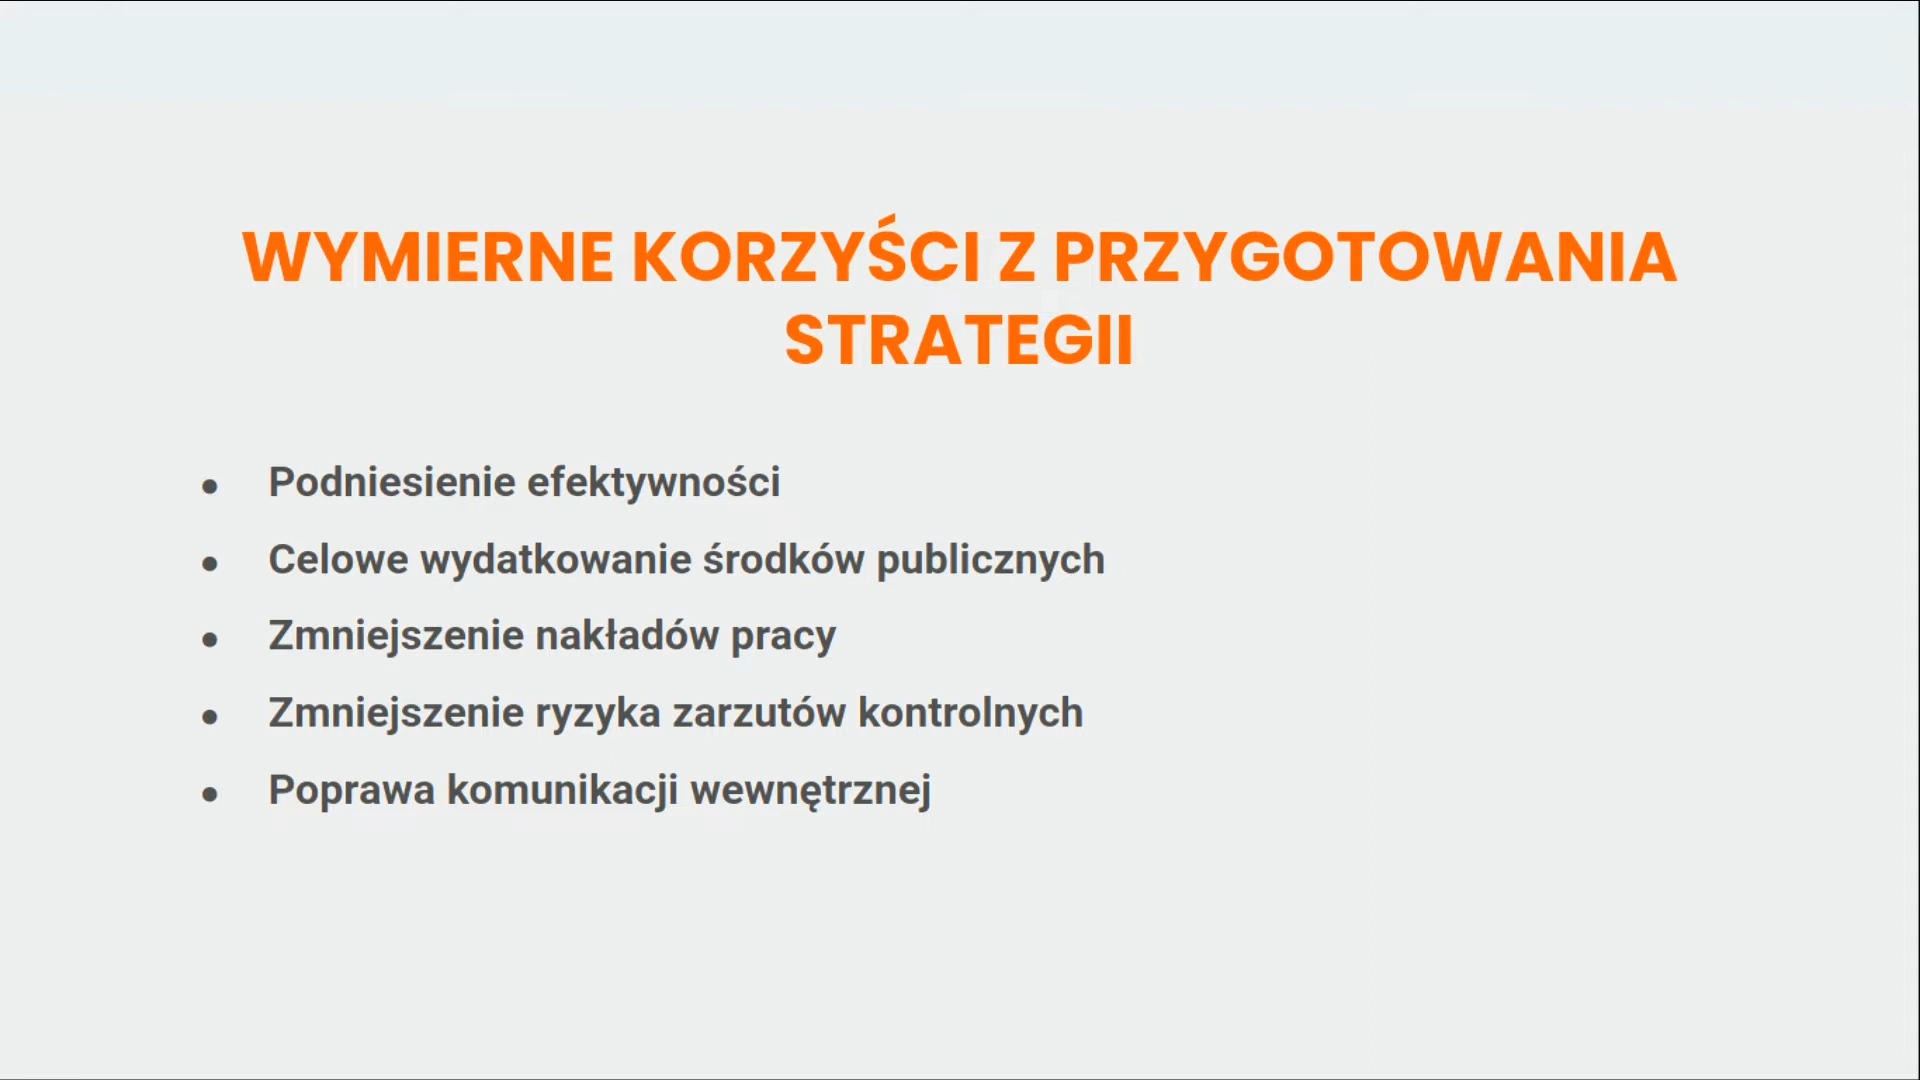 WYMIERNE KORZYŚCI Z PRZYGOTOWANIA
STRATEGII
• Podniesienie efektywności
• Celowe wydatkowanie środków publicznych
• Zmniejszenie nakładów pracy
• Zmniejszenie ryzyka zarzutów kontrolnych
• Poprawa komunikacji wewnętrznej